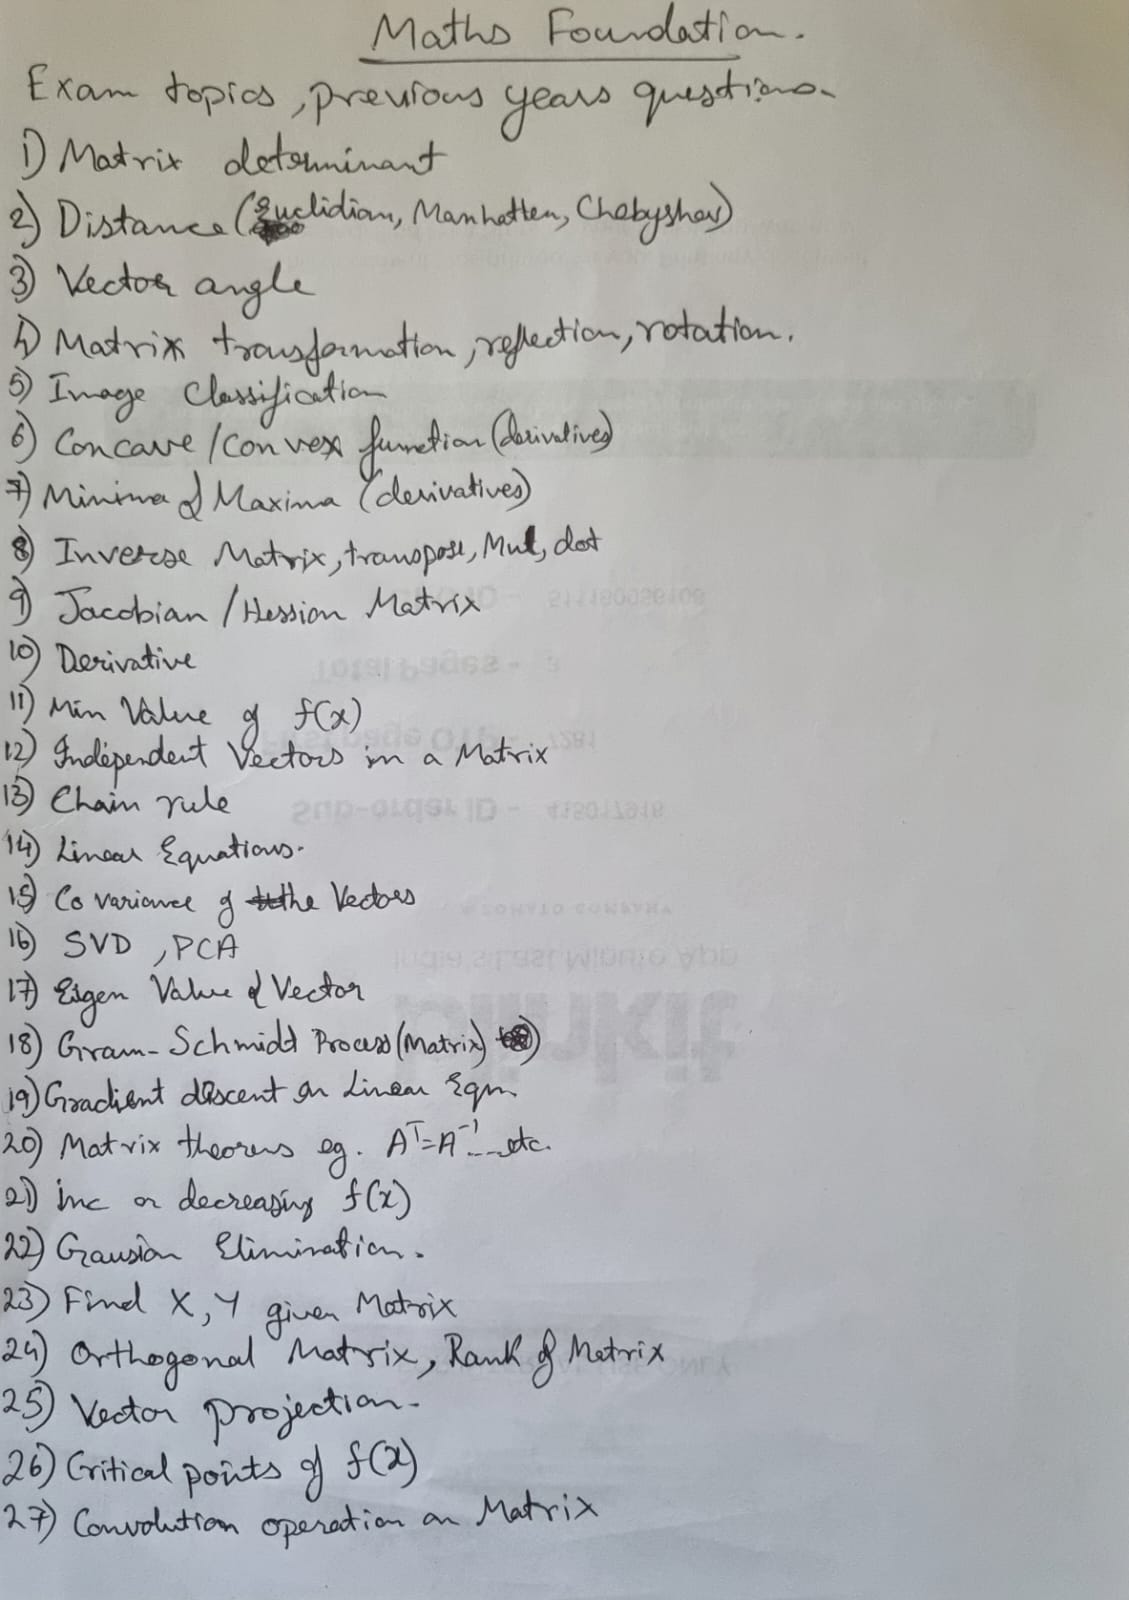 Maths Foundation.
Exam topics, previous years questions.
1) Matrix determinant
2) Distance (Euclidian, Manhatten, Chebyshev)
3) Vector angle
4) Matrix transformation, reflection, rotation.
5) Image Classification
6) Concave / Convex function (derivatives)
7) Minima & Maxima (derivatives)
8) Inverse Matrix, transpose, Mul, dot
9) Jacobian / Hession Matrix
10) Derivative
11) Min Value of f(x)
12) Independent Vectors in a Matrix
13) Chain rule
14) Linear Equations.
15) Co variance of the Vectors
16) SVD, PCA
17) Eigen Value & Vector
18) Gram-Schmidt Process (Matrix)
19) Gradient descent on Linear Eqn.
20) Matrix theorems eg. Aᵀ=A⁻¹... etc.
21) inc or decreasing f(x)
22) Gausian Elimination.
23) Find X, Y given Matrix
24) Orthogonal Matrix, Rank of Matrix
25) Vector projection.
26) Critical points of f(x)
27) Convolution operation on Matrix